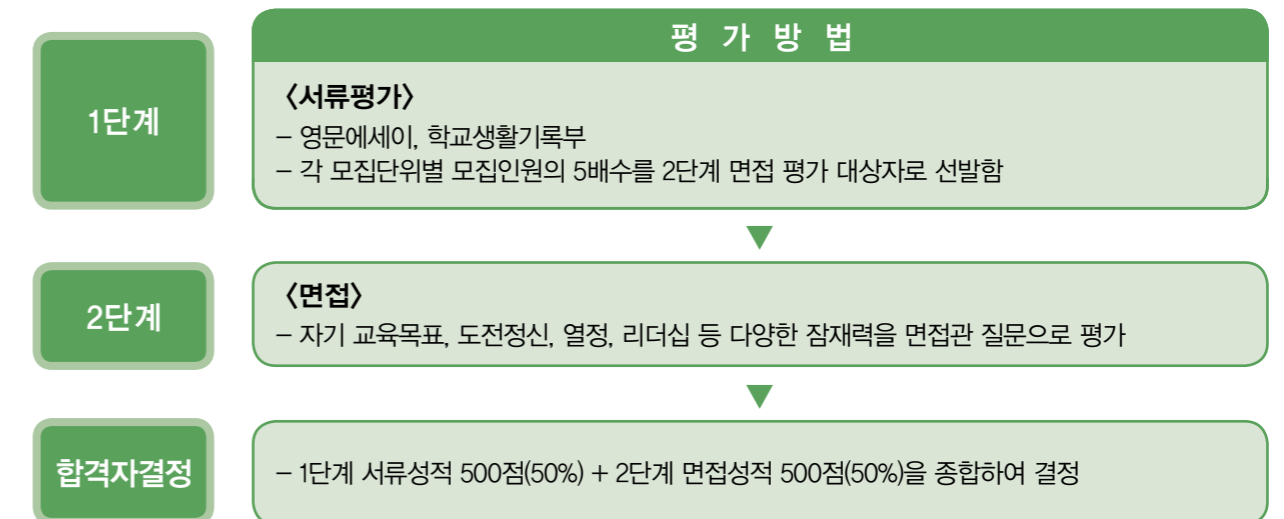 평 가 방 법
1단계
〈서류평가〉
– 영문에세이, 학교생활기록부
– 각 모집단위별 모집인원의 5배수를 2단계 면접 평가 대상자로 선발함
2단계
〈면접〉
– 자기 교육목표, 도전정신, 열정, 리더십 등 다양한 잠재력을 면접관 질문으로 평가
합격자결정
– 1단계 서류성적 500점(50%) + 2단계 면접성적 500점(50%)을 종합하여 결정